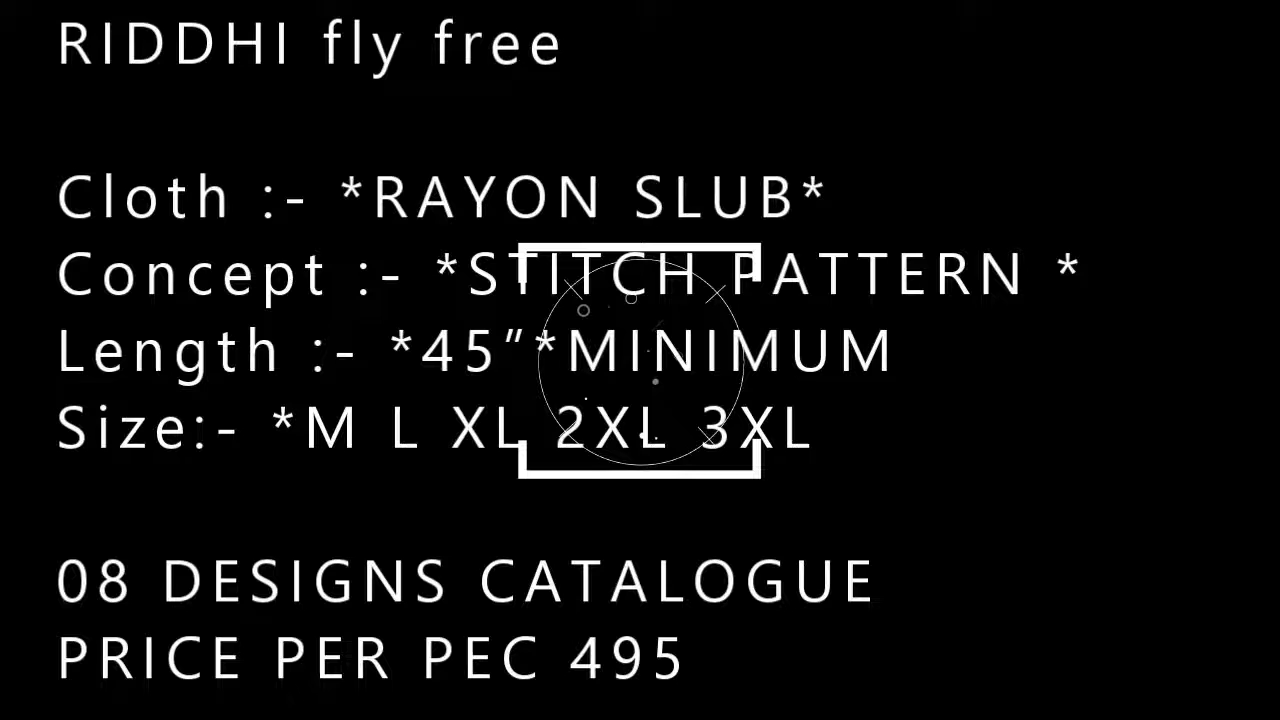 RIDDHI fly free
Cloth :- *RAYON SLUB*
Concept :- *STITCH PATTERN *
Length :- *45"*MINIMUM
Size:- *M L XL 2XL 3XL
08 DESIGNS CATALOGUE
PRICE PER PEC 495